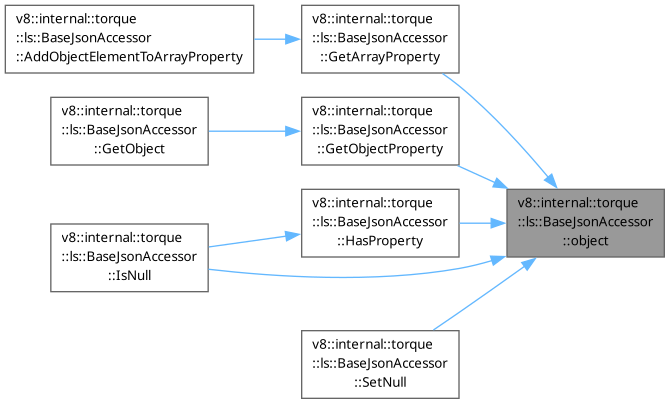 v8::internal::torque
::ls::BaseJsonAccessor
::AddObjectElementToArrayProperty
v8::internal::torque
::ls::BaseJsonAccessor
::GetArrayProperty
v8::internal::torque
::ls::BaseJsonAccessor
::GetObject
v8::internal::torque
::ls::BaseJsonAccessor
::GetObjectProperty
v8::internal::torque
::ls::BaseJsonAccessor
::object
v8::internal::torque
::ls::BaseJsonAccessor
::HasProperty
v8::internal::torque
::ls::BaseJsonAccessor
::IsNull
v8::internal::torque
::ls::BaseJsonAccessor
::SetNull